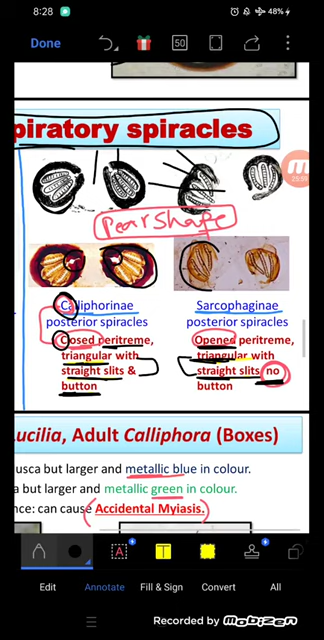 8:28
48%
Done
50
piratory spiracles
25:59
Pear Shape
Calliphorinae
posterior spiracles
Closed peritreme,
triangular with
straight slits &
button
Sarcophaginae
posterior spiracles
Opened peritreme,
triangular with
straight slits no
button
ucilia, Adult Calliphora (Boxes)
usca but larger and metallic blue in colour.
a but larger and metallic green in colour.
nce: can cause (Accidental Myiasis.)
A
T
Edit
Annotate
Fill & Sign
Convert
All
Recorded by Mobizen